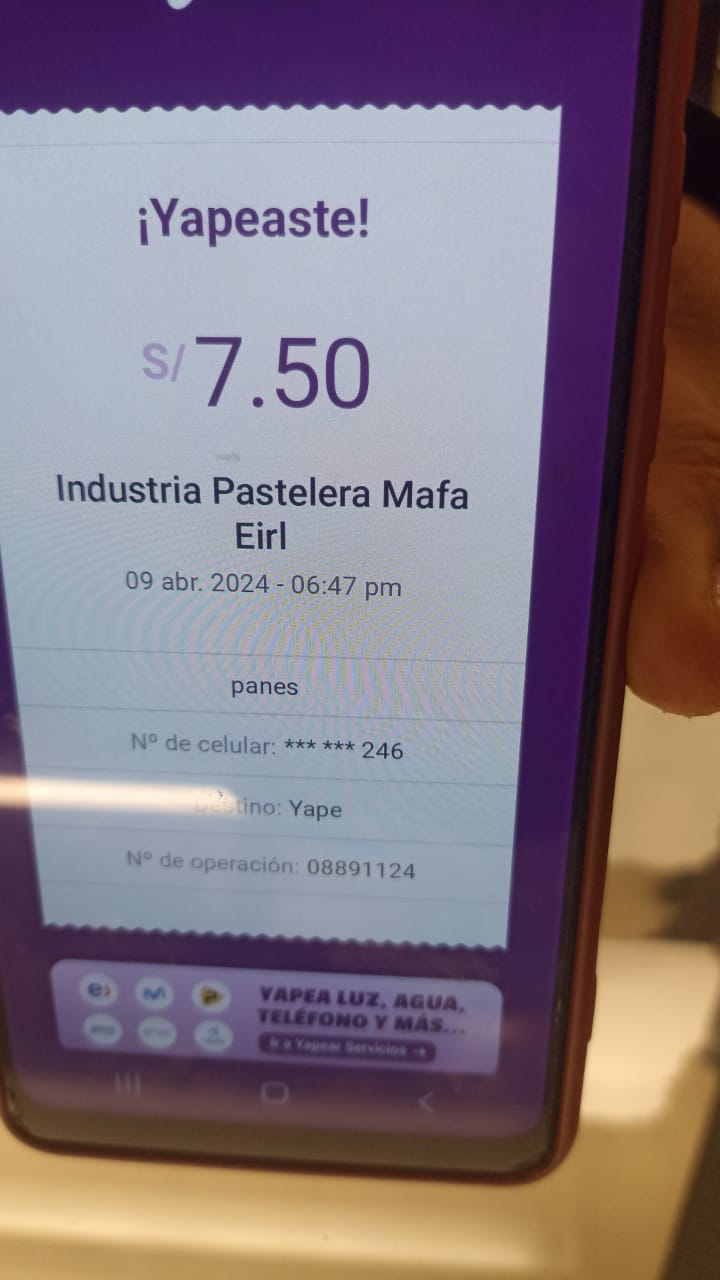 ¡Yapeaste!
S/ 7.50
Industria Pastelera Mafa
Eirl
09 abr. 2024 - 06:47 pm
panes
Nº de celular: *** *** 246
Destino: Yape
Nº de operación: 08891124
YAPEA LUZ, AGUA,
TELÉFONO Y MÁS...
Ir a Yapear Servicios →